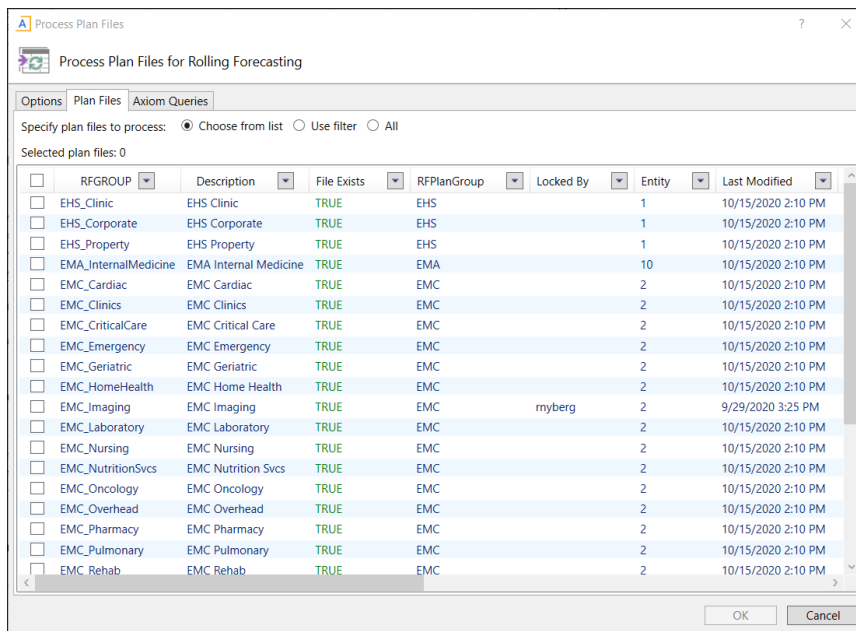 A Process Plan Files ? ×
Process Plan Files for Rolling Forecasting
Options Plan Files Axiom Queries
Specify plan files to process: Choose from list Use filter All
Selected plan files: 0
RFGROUP Description File Exists RFPlanGroup Locked By Entity Last Modified
EHS_Clinic EHS Clinic TRUE EHS 1 10/15/2020 2:10 PM
EHS_Corporate EHS Corporate TRUE EHS 1 10/15/2020 2:10 PM
EHS_Property EHS Property TRUE EHS 1 10/15/2020 2:10 PM
EMA_InternalMedicine EMA Internal Medicine TRUE EMA 10 10/15/2020 2:10 PM
EMC_Cardiac EMC Cardiac TRUE EMC 2 10/15/2020 2:10 PM
EMC_Clinics EMC Clinics TRUE EMC 2 10/15/2020 2:10 PM
EMC_CriticalCare EMC Critical Care TRUE EMC 2 10/15/2020 2:10 PM
EMC_Emergency EMC Emergency TRUE EMC 2 10/15/2020 2:10 PM
EMC_Geriatric EMC Geriatric TRUE EMC 2 10/15/2020 2:10 PM
EMC_HomeHealth EMC Home Health TRUE EMC 2 10/15/2020 2:10 PM
EMC_Imaging EMC Imaging TRUE EMC rnyberg 2 9/29/2020 3:25 PM
EMC_Laboratory EMC Laboratory TRUE EMC 2 10/15/2020 2:10 PM
EMC_Nursing EMC Nursing TRUE EMC 2 10/15/2020 2:10 PM
EMC_NutritionSvcs EMC Nutrition Svcs TRUE EMC 2 10/15/2020 2:10 PM
EMC_Oncology EMC Oncology TRUE EMC 2 10/15/2020 2:10 PM
EMC_Overhead EMC Overhead TRUE EMC 2 10/15/2020 2:10 PM
EMC_Pharmacy EMC Pharmacy TRUE EMC 2 10/15/2020 2:10 PM
EMC_Pulmonary EMC Pulmonary TRUE EMC 2 10/15/2020 2:10 PM
EMC_Rehab EMC Rehab TRUE EMC 2 10/15/2020 2:10 PM
OK Cancel